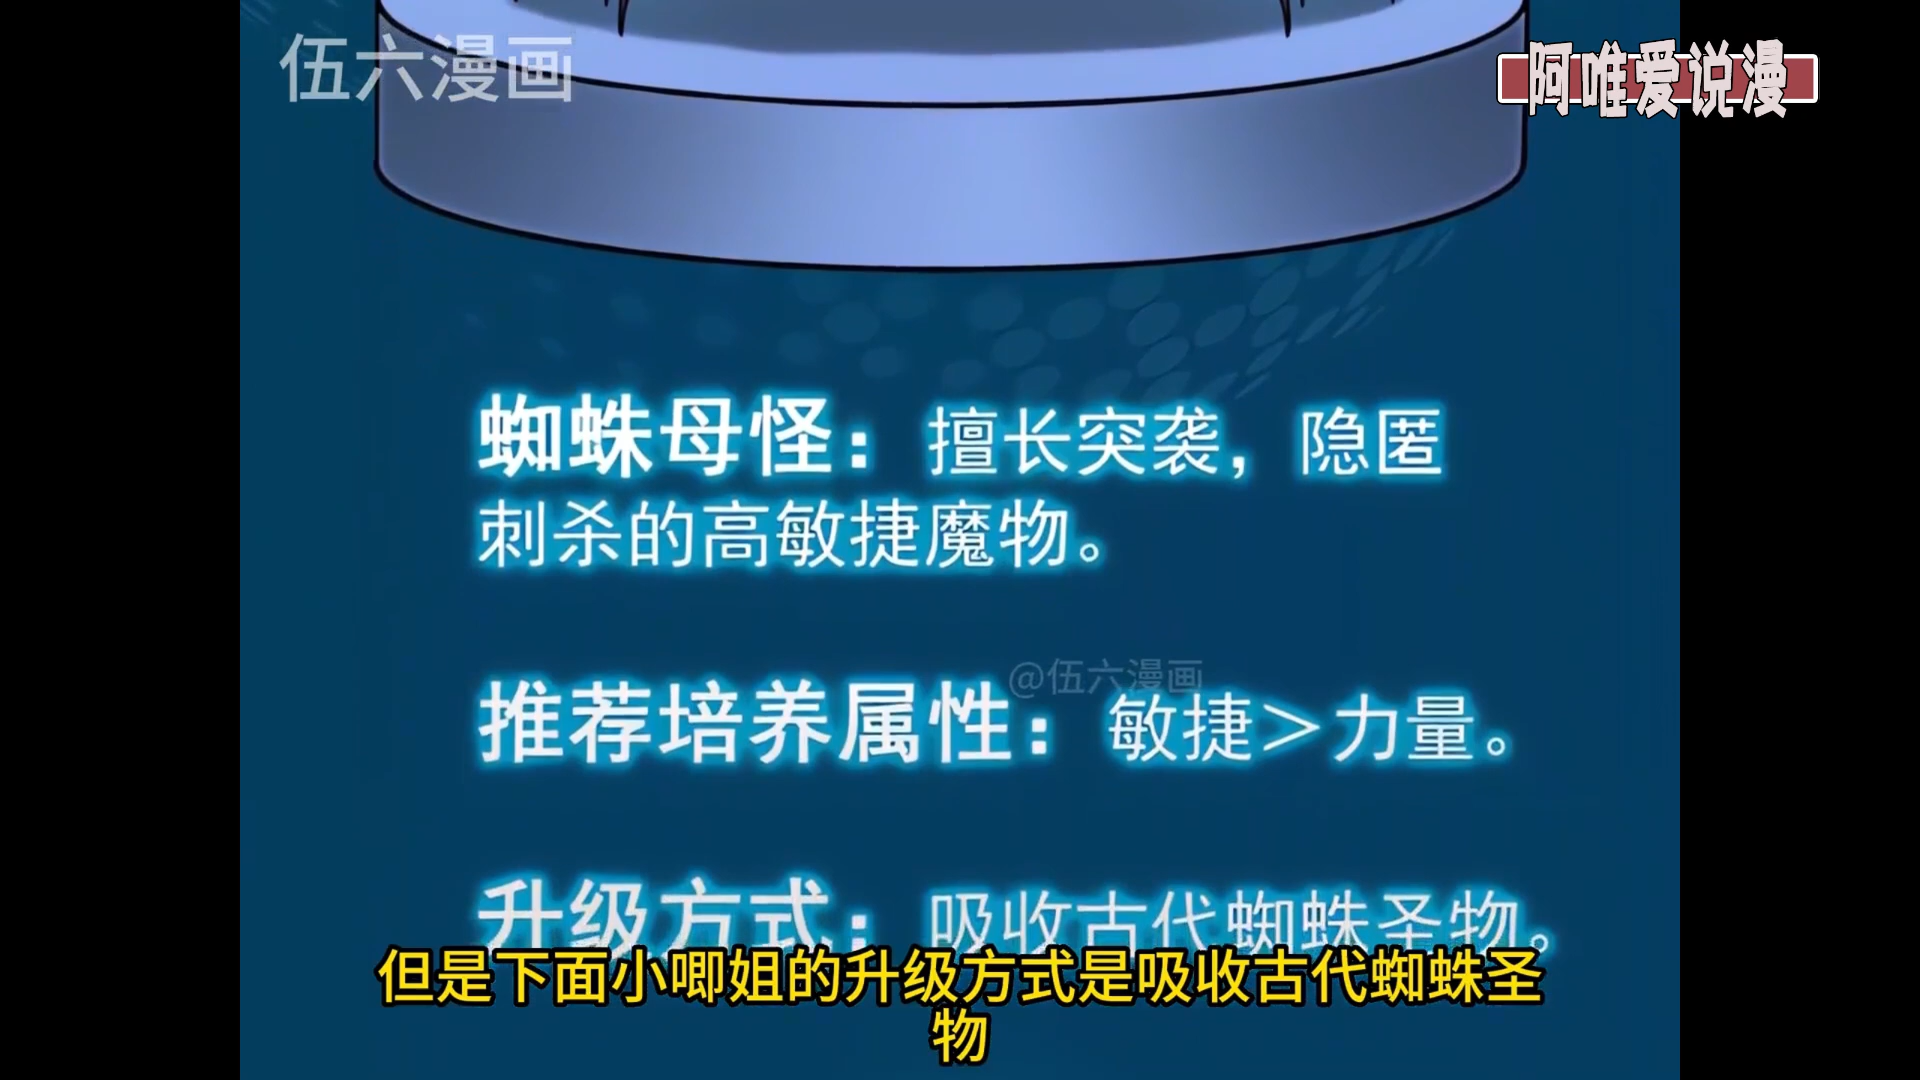 伍六漫画
阿唯爱说漫
蜘蛛母怪：擅长突袭，隐匿
刺杀的高敏捷魔物。
@伍六漫画
推荐培养属性：敏捷＞力量。
升级方式：吸收古代蜘蛛圣物。
但是下面小唧姐的升级方式是吸收古代蜘蛛圣
物